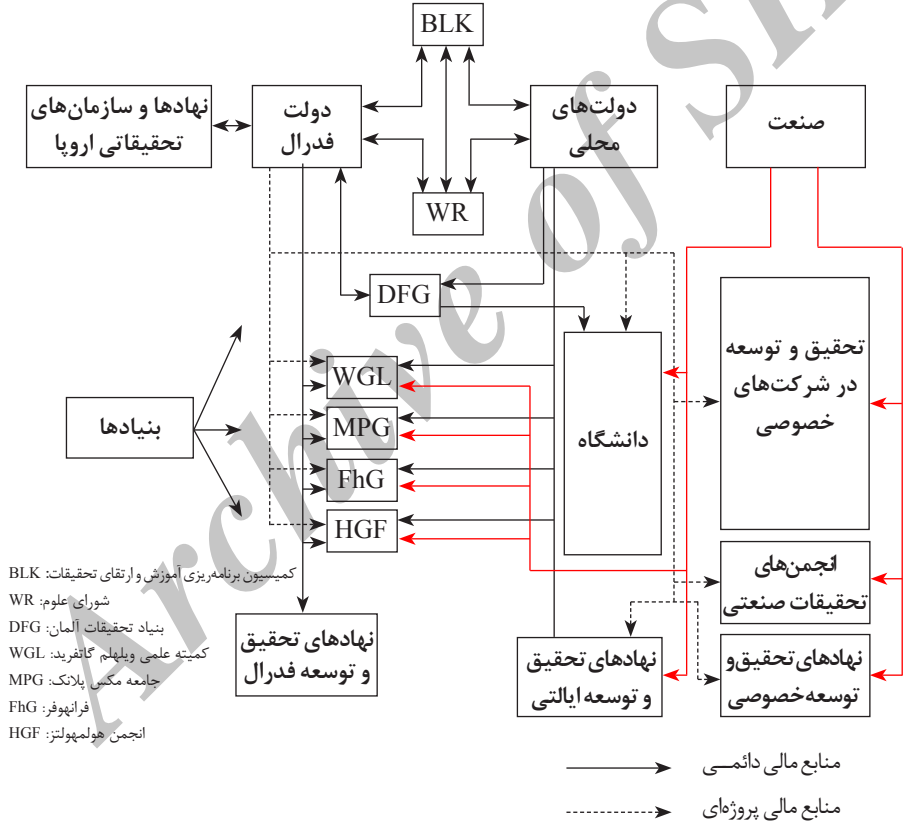 BLK
نهادها و سازمان‌های
تحقیقاتی اروپا
دولت
فدرال
دولت‌های
محلی
صنعت
WR
DFG
WGL
MPG
FhG
HGF
بنیادها
دانشگاه
تحقیق و توسعه
در شرکت‌های
خصوصی
انجمن‌های
تحقیقات صنعتی
نهادهای تحقیق
و توسعه فدرال
نهادهای تحقیق
و توسعه ایالتی
نهادهای تحقیق و
توسعه خصوصی
BLK :کمیسیون برنامه‌ریزی آموزش و ارتقای تحقیقات
WR :شورای علوم
DFG :بنیاد تحقیقات آلمان
WGL :کمیته علمی ویلهلم گاتفرید
MPG :جامعه مکس پلانک
FhG :فرانهوفر
HGF :انجمن هولمهولتز
منابع مالی دائمــی
منابع مالی پروژه‌ای
Archive of SI